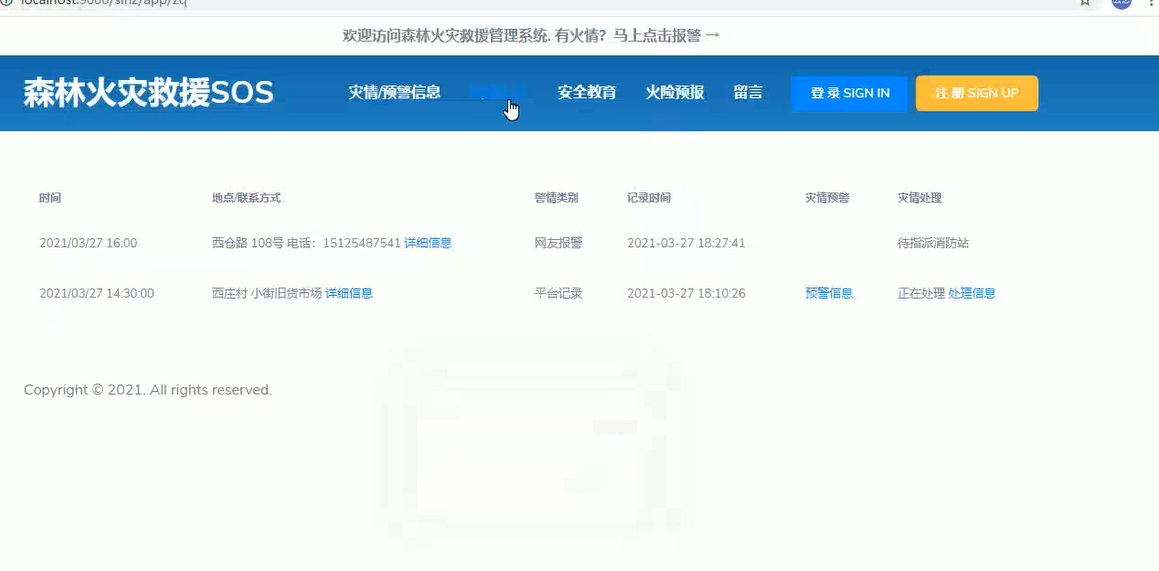 localhost:9000/slhz/app/zq
欢迎访问森林火灾救援管理系统. 有火情？马上点击报警 →
森林火灾救援SOS
灾情/预警信息 安全教育 火险预报 留言 登 录 SIGN IN 注 册 SIGN UP
时间 地点/联系方式 警情类别 记录时间 灾情预警 灾情处理
2021/03/27 16:00 西仓路 108号 电话：15125487541 详细信息 网友报警 2021-03-27 18:27:41 待指派消防站
2021/03/27 14:30:00 西庄村 小街旧货市场 详细信息 平台记录 2021-03-27 18:10:26 预警信息 正在处理 处理信息
Copyright © 2021. All rights reserved.